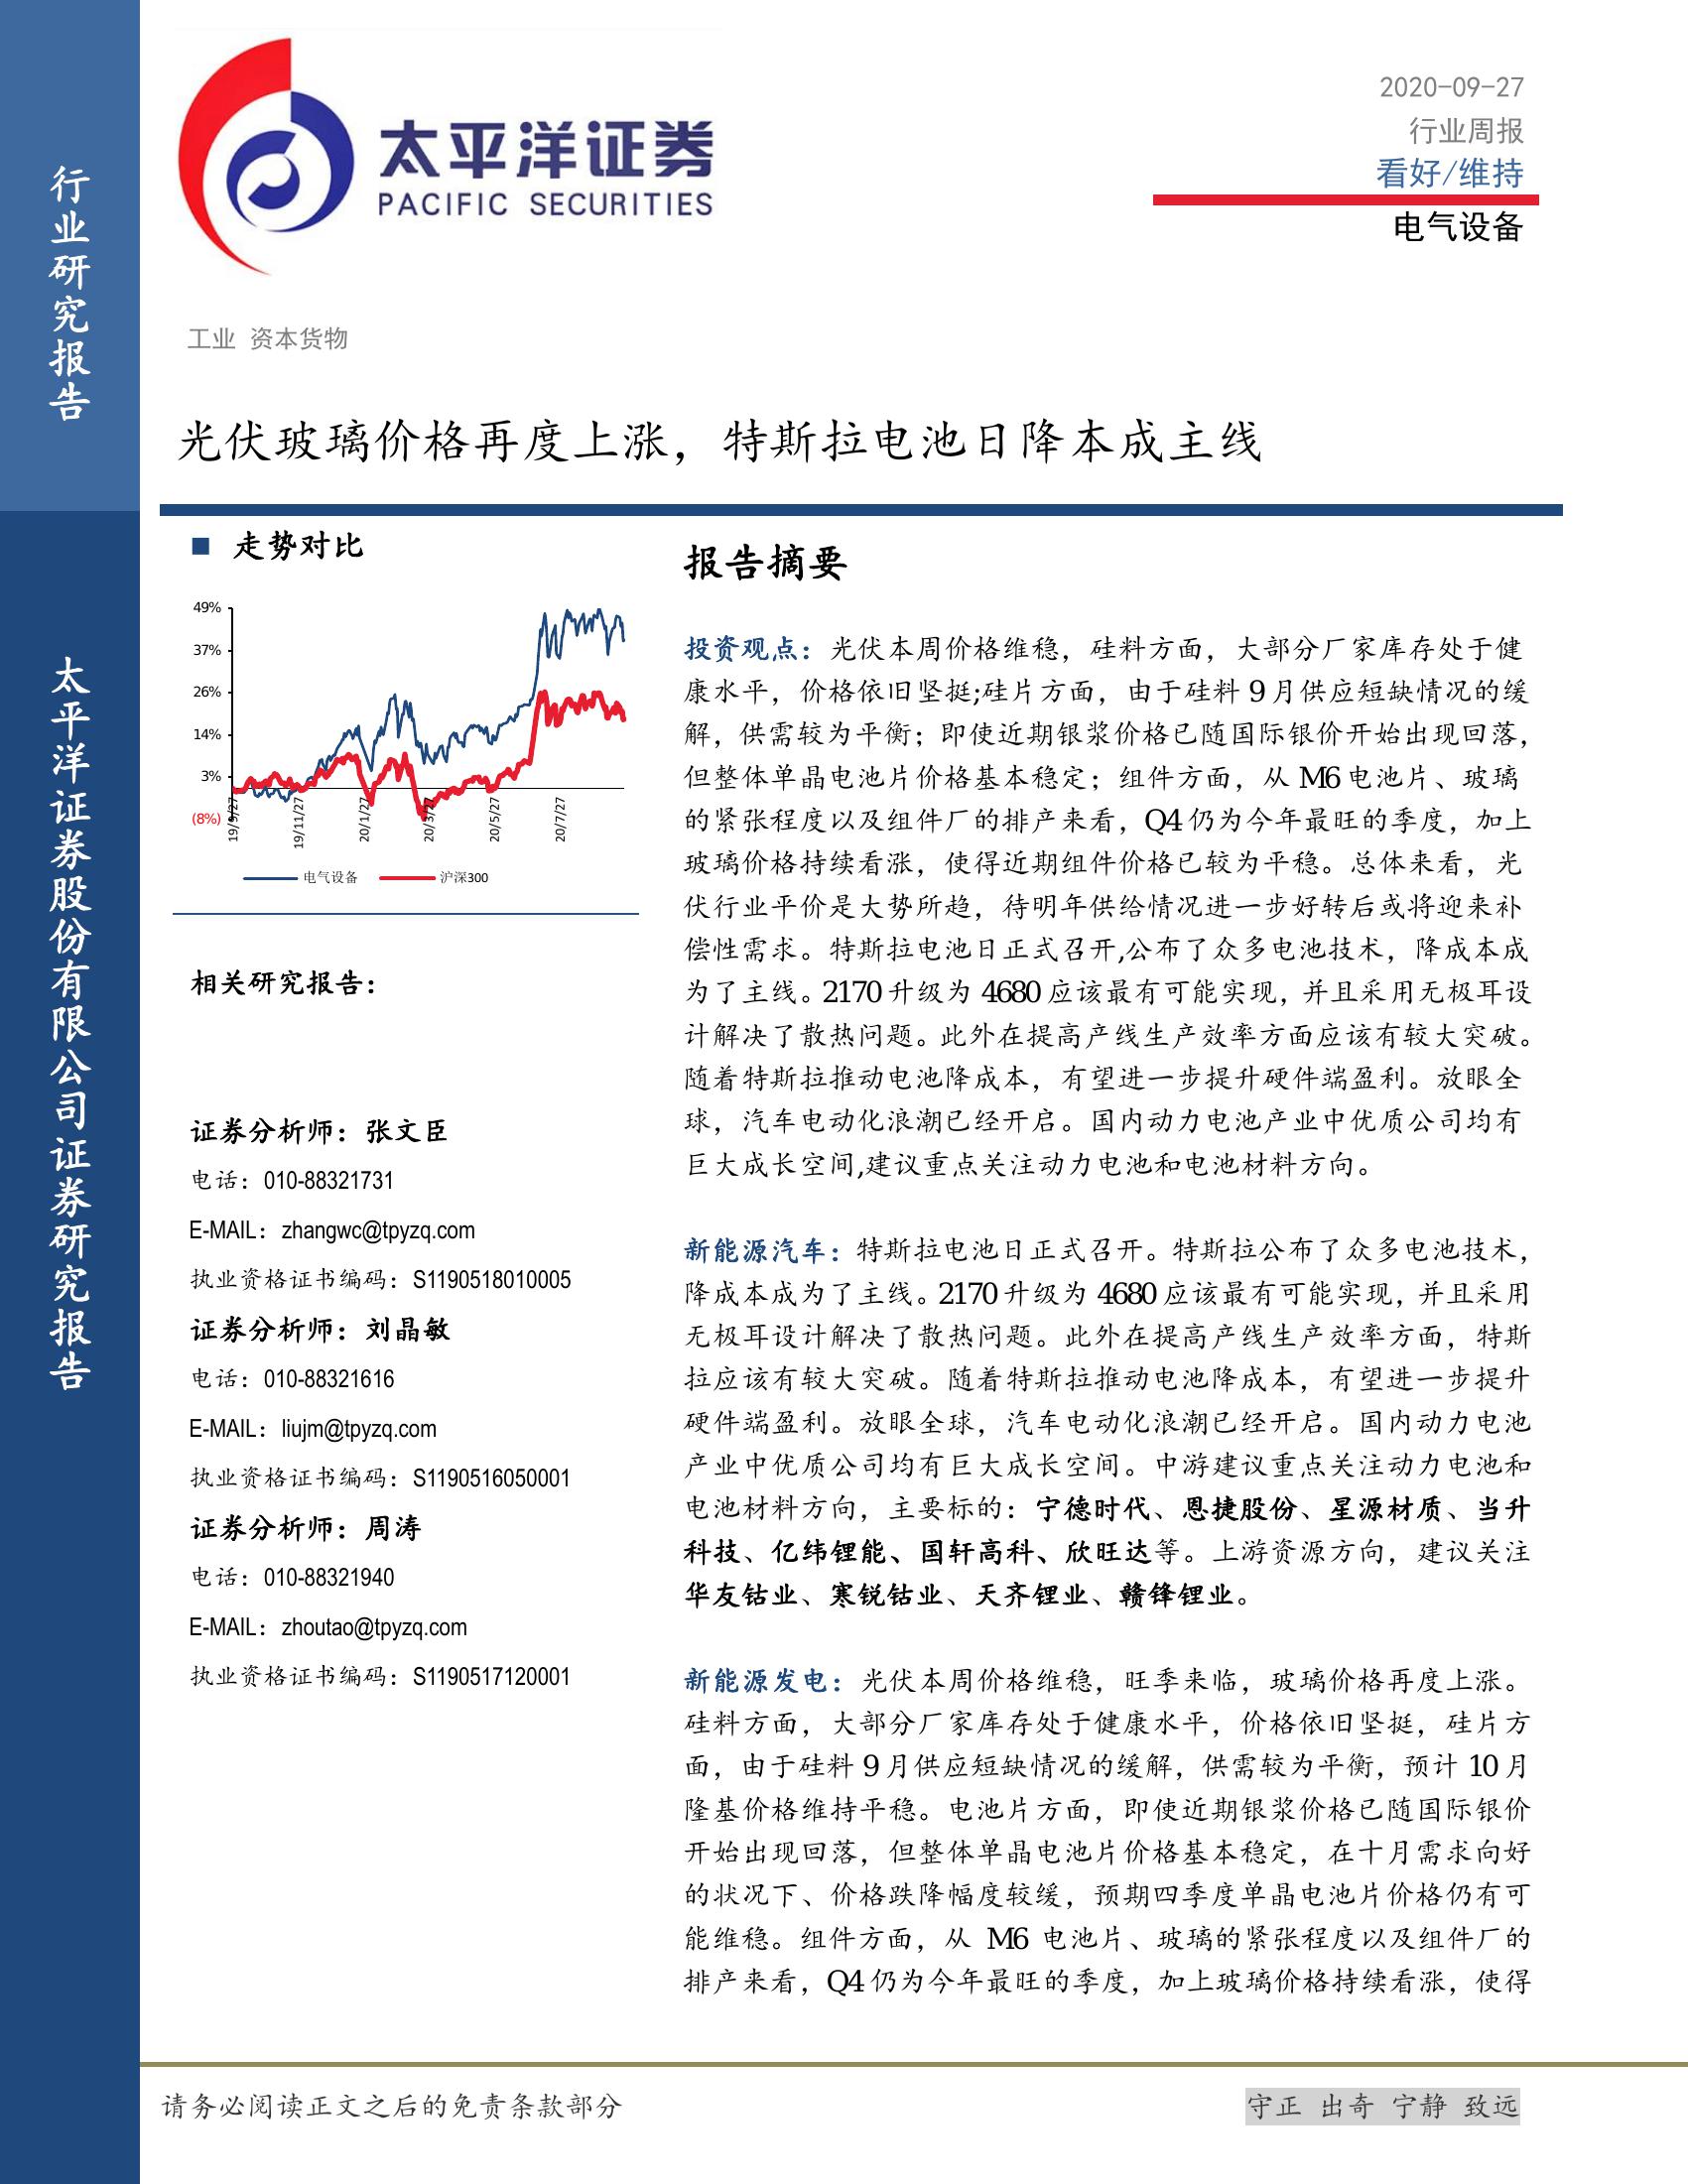 行业研究报告
太平洋证券股份有限公司证券研究报告
太平洋证券
PACIFIC SECURITIES
2020-09-27
行业周报
看好/维持
电气设备
工业 资本货物
光伏玻璃价格再度上涨，特斯拉电池日降本成主线
■ 走势对比
49%
37%
26%
14%
3%
(8%)
19/9/27
19/11/27
20/1/27
20/3/27
20/5/27
20/7/27
电气设备 沪深300
相关研究报告：
证券分析师：张文臣
电话：010-88321731
E-MAIL：zhangwc@tpyzq.com
执业资格证书编码：S1190518010005
证券分析师：刘晶敏
电话：010-88321616
E-MAIL：liujm@tpyzq.com
执业资格证书编码：S1190516050001
证券分析师：周涛
电话：010-88321940
E-MAIL：zhoutao@tpyzq.com
执业资格证书编码：S1190517120001
报告摘要
投资观点：光伏本周价格维稳，硅料方面，大部分厂家库存处于健
康水平，价格依旧坚挺;硅片方面，由于硅料 9 月供应短缺情况的缓
解，供需较为平衡；即使近期银浆价格已随国际银价开始出现回落，
但整体单晶电池片价格基本稳定；组件方面，从 M6 电池片、玻璃
的紧张程度以及组件厂的排产来看，Q4 仍为今年最旺的季度，加上
玻璃价格持续看涨，使得近期组件价格已较为平稳。总体来看，光
伏行业平价是大势所趋，待明年供给情况进一步好转后或将迎来补
偿性需求。特斯拉电池日正式召开,公布了众多电池技术，降成本成
为了主线。2170 升级为 4680 应该最有可能实现，并且采用无极耳设
计解决了散热问题。此外在提高产线生产效率方面应该有较大突破。
随着特斯拉推动电池降成本，有望进一步提升硬件端盈利。放眼全
球，汽车电动化浪潮已经开启。国内动力电池产业中优质公司均有
巨大成长空间,建议重点关注动力电池和电池材料方向。
新能源汽车：特斯拉电池日正式召开。特斯拉公布了众多电池技术，
降成本成为了主线。2170 升级为 4680 应该最有可能实现，并且采用
无极耳设计解决了散热问题。此外在提高产线生产效率方面，特斯
拉应该有较大突破。随着特斯拉推动电池降成本，有望进一步提升
硬件端盈利。放眼全球，汽车电动化浪潮已经开启。国内动力电池
产业中优质公司均有巨大成长空间。中游建议重点关注动力电池和
电池材料方向，主要标的：宁德时代、恩捷股份、星源材质、当升
科技、亿纬锂能、国轩高科、欣旺达等。上游资源方向，建议关注
华友钴业、寒锐钴业、天齐锂业、赣锋锂业。
新能源发电：光伏本周价格维稳，旺季来临，玻璃价格再度上涨。
硅料方面，大部分厂家库存处于健康水平，价格依旧坚挺，硅片方
面，由于硅料 9 月供应短缺情况的缓解，供需较为平衡，预计 10 月
隆基价格维持平稳。电池片方面，即使近期银浆价格已随国际银价
开始出现回落，但整体单晶电池片价格基本稳定，在十月需求向好
的状况下、价格跌降幅度较缓，预期四季度单晶电池片价格仍有可
能维稳。组件方面，从 M6 电池片、玻璃的紧张程度以及组件厂的
排产来看，Q4 仍为今年最旺的季度，加上玻璃价格持续看涨，使得
请务必阅读正文之后的免责条款部分
守正 出奇 宁静 致远